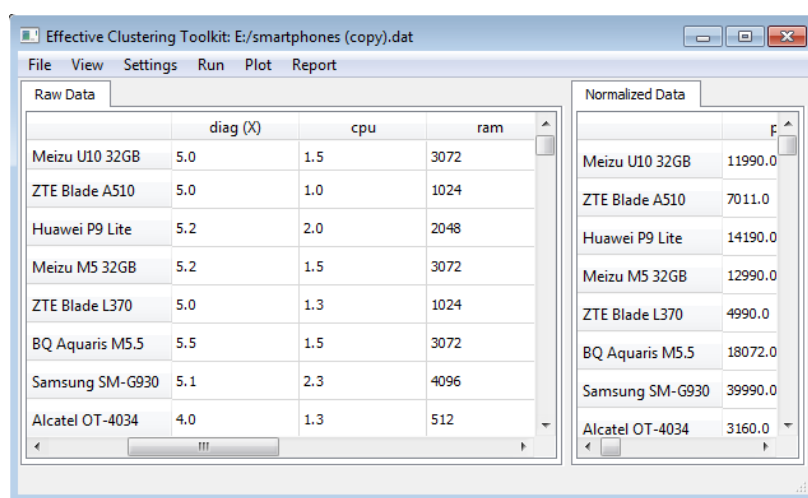 Effective Clustering Toolkit: E:/smartphones (copy).dat
File View Settings Run Plot Report
Raw Data
diag (X) cpu ram
Meizu U10 32GB 5.0 1.5 3072
ZTE Blade A510 5.0 1.0 1024
Huawei P9 Lite 5.2 2.0 2048
Meizu M5 32GB 5.2 1.5 3072
ZTE Blade L370 5.0 1.3 1024
BQ Aquaris M5.5 5.5 1.5 3072
Samsung SM-G930 5.1 2.3 4096
Alcatel OT-4034 4.0 1.3 512
Normalized Data
Meizu U10 32GB 11990.0
ZTE Blade A510 7011.0
Huawei P9 Lite 14190.0
Meizu M5 32GB 12990.0
ZTE Blade L370 4990.0
BQ Aquaris M5.5 18072.0
Samsung SM-G930 39990.0
Alcatel OT-4034 3160.0